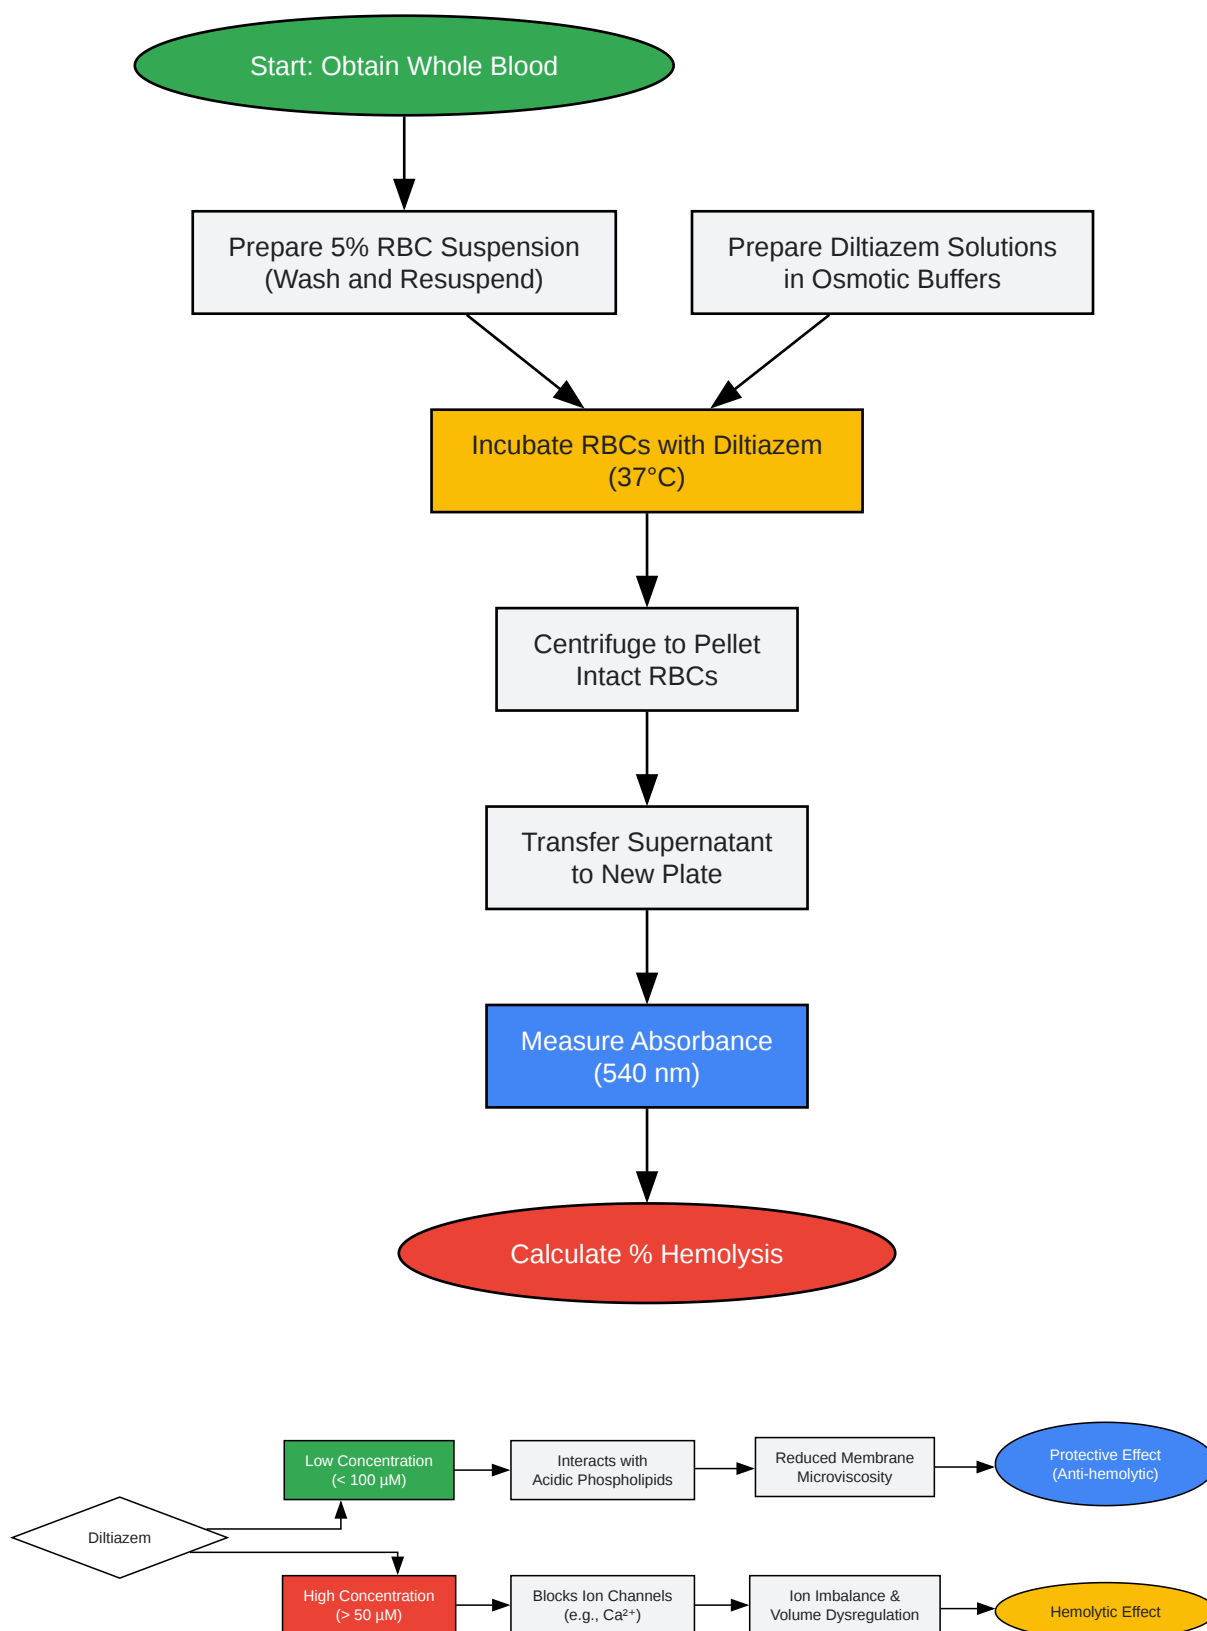 Start: Obtain Whole Blood
Prepare 5% RBC Suspension
(Wash and Resuspend)
Prepare Diltiazem Solutions
in Osmotic Buffers
Incubate RBCs with Diltiazem
(37°C)
Centrifuge to Pellet
Intact RBCs
Transfer Supernatant
to New Plate
Measure Absorbance
(540 nm)
Calculate % Hemolysis
Diltiazem
Low Concentration
(< 100 µM)
Interacts with
Acidic Phospholipids
Reduced Membrane
Microviscosity
Protective Effect
(Anti-hemolytic)
High Concentration
(> 50 µM)
Blocks Ion Channels
(e.g., Ca²⁺)
Ion Imbalance &
Volume Dysregulation
Hemolytic Effect